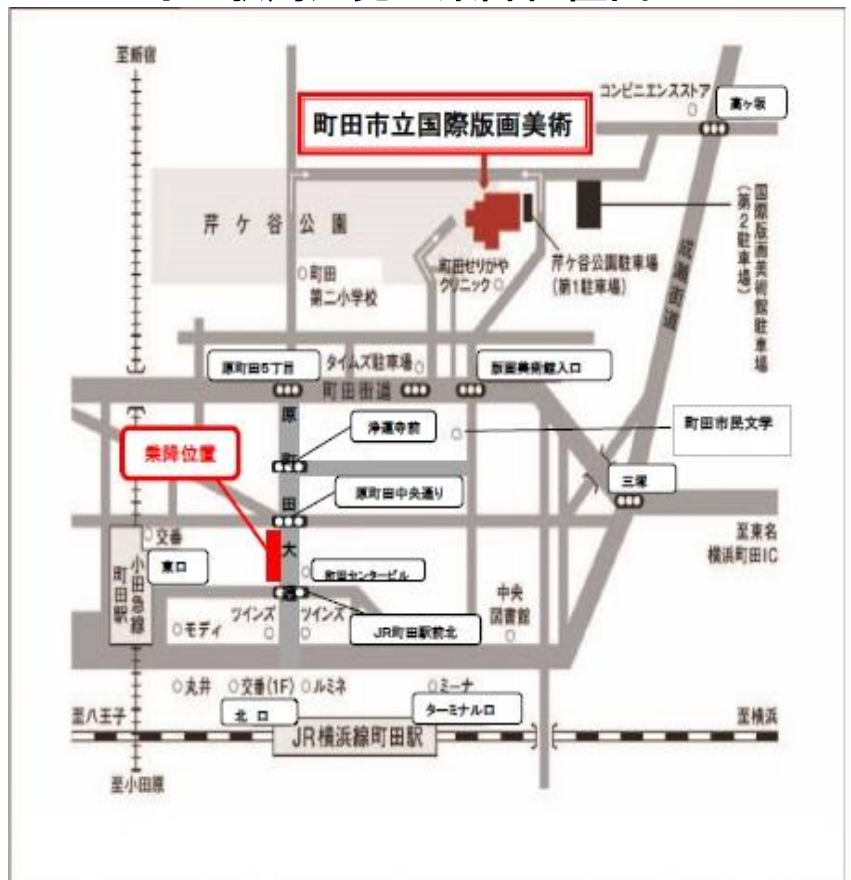 至新宿
コンビニエンスストア
高ヶ坂
町田市立国際版画美術
芹ケ谷公園
国際版画美術館駐車場
(第2駐車場)
成瀬街道
町田
第二小学校
町田せりがや
クリニック
芹ケ谷公園駐車場
(第1駐車場)
原町田5丁目
タイムズ駐車場
版画美術館入口
町田街道
原町田大通
浄運寺前
町田市民文学
乗降位置
三塚
原町田中央通り
至東名
横浜町田IC
交番
東口
小田急線
町田駅
町田センタービル
中央
図書館
ツインズ
ツインズ
モディ
JR町田駅前北
丸井
交番(1F)
ルミネ
ミーナ
至八王子
北口
ターミナル口
至横浜
JR横浜線町田駅
至小田原